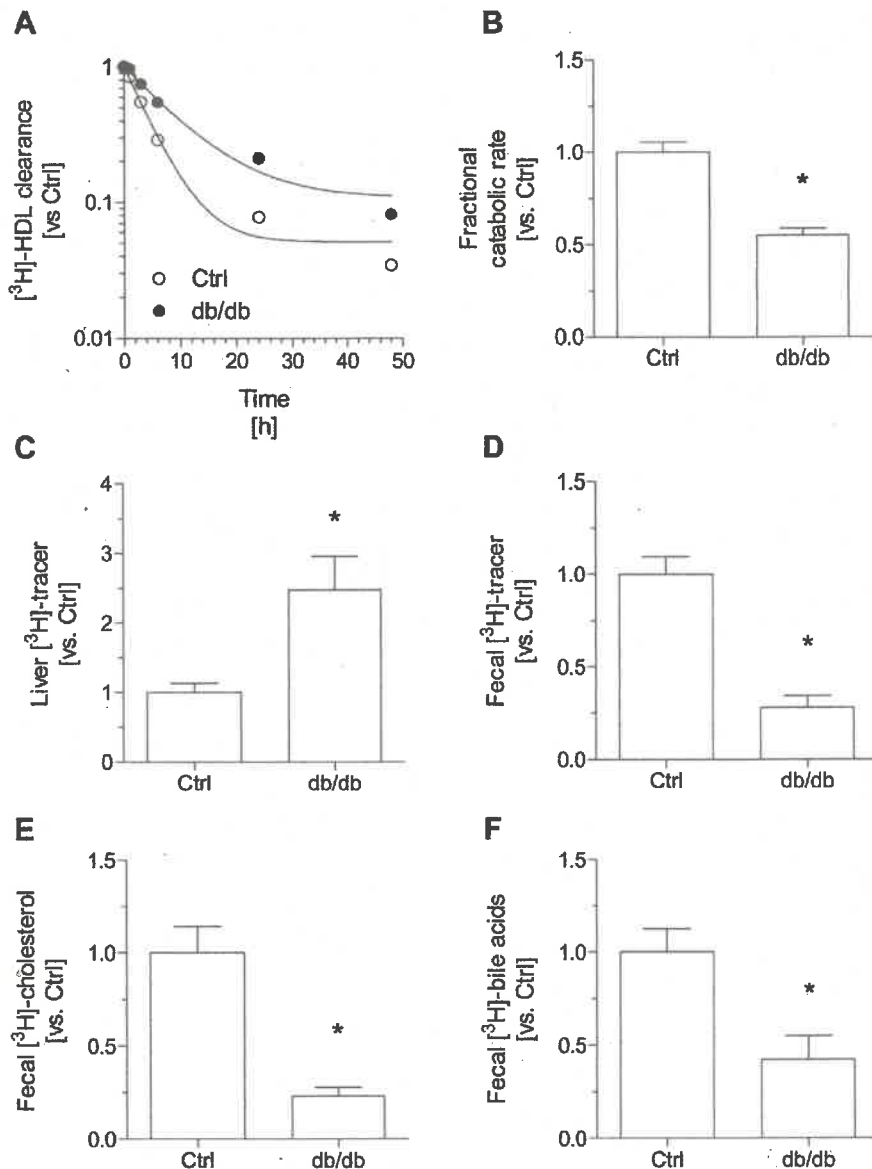 A
[³H]-HDL clearance
[vs Ctrl]
1
0.1
0.01
Ctrl
db/db
0
10
20
30
40
50
Time
[h]
B
Fractional
catabolic rate
[vs. Ctrl]
1.5
1.0
0.5
0.0
*
Ctrl
db/db
C
Liver [³H]-tracer
[vs. Ctrl]
4
3
2
1
0
*
Ctrl
db/db
D
Fecal [³H]-tracer
[vs. Ctrl]
1.5
1.0
0.5
0.0
*
Ctrl
db/db
E
Fecal [³H]-cholesterol
[vs. Ctrl]
1.5
1.0
0.5
0.0
*
Ctrl
db/db
F
Fecal [³H]-bile acids
[vs. Ctrl]
1.5
1.0
0.5
0.0
*
Ctrl
db/db